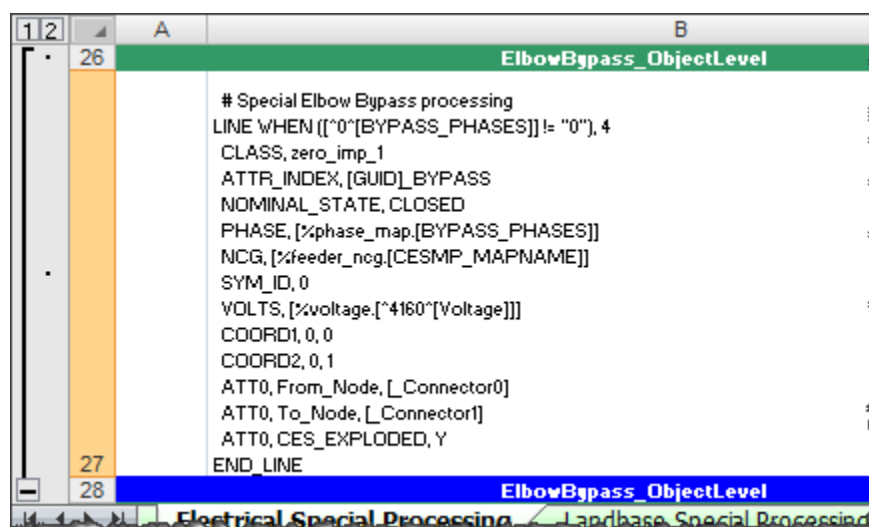 1 2
A B
26 ElbowBypass_ObjectLevel
# Special Elbow Bypass processing
LINE WHEN ([^0^[BYPASS_PHASES]] != "0"), 4
CLASS, zero_imp_1
ATTR_INDEX, [GUID]_BYPASS
NOMINAL_STATE, CLOSED
PHASE, [%phase_map.[BYPASS_PHASES]]
NCG, [%feeder_ncg.[CESMP_MAPNAME]]
SYM_ID, 0
VOLTS, [%voltage.[^4160^[Voltage]]]
COORD1, 0, 0
COORD2, 0, 1
ATT0, From_Node, [_Connector0]
ATT0, To_Node, [_Connector1]
ATT0, CES_EXPLODED, Y
27 END_LINE
28 ElbowBypass_ObjectLevel
Electrical Special Processing Landbase Special Processing